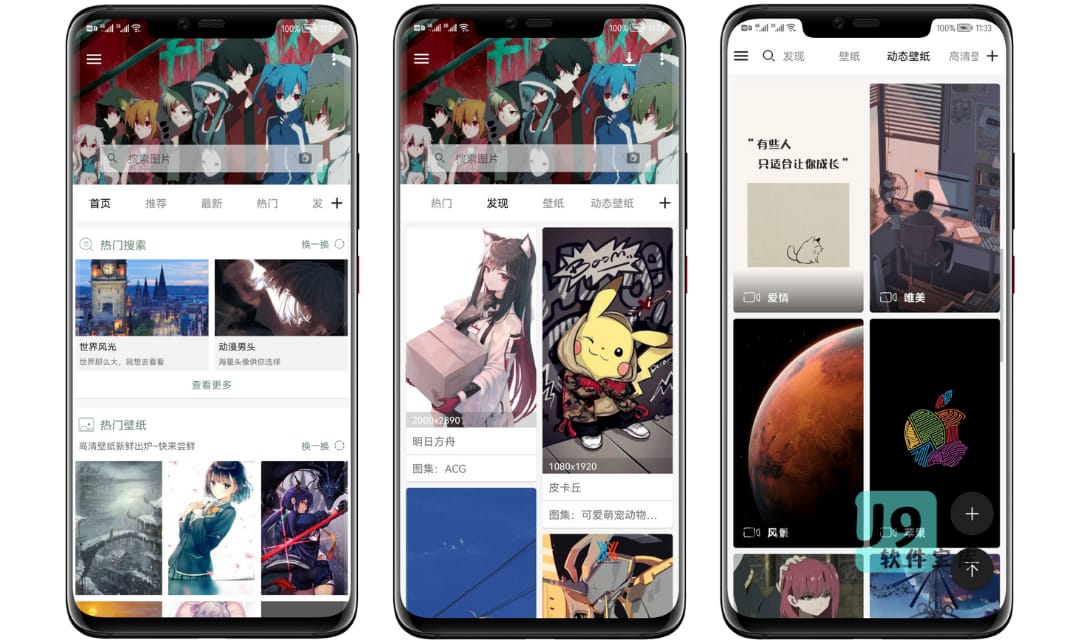 100% 11:33
搜索图片
首页 推荐 最新 热门 发
热门搜索 换一换
世界风光
世界那么大,我想去看看
动漫男头
海量头像供你选择
查看更多
热门壁纸
高清壁纸新鲜出炉~快来尝鲜 换一换
100% 11:33
搜索图片
热门 发现 壁纸 动态壁纸
BOOM
2000x2890
明日方舟
图集：ACG
1080x1920
皮卡丘
图集：可爱萌宠动物...
100% 11:33
发现 壁纸 动态壁纸 高清壁
“有些人
只适合让你成长”
爱情
唯美
风景
苹果
J9
软件宝